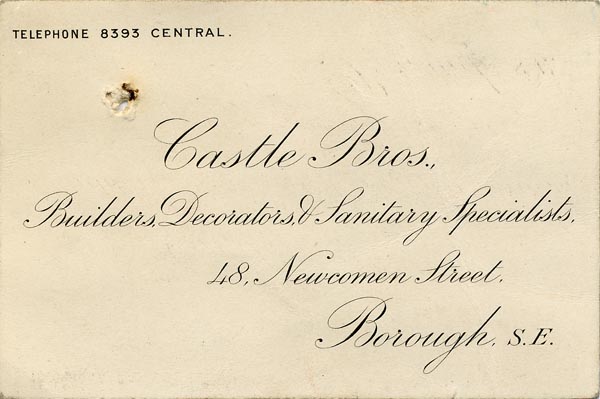 TELEPHONE 8393 CENTRAL.
Castle Bros.,
Builders, Decorators, & Sanitary Specialists,
48, Newcomen Street,
Borough, S.E.